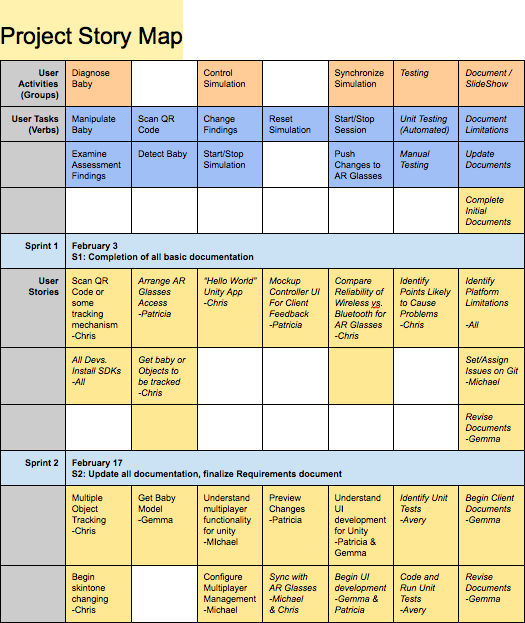 Project Story Map
User Activities (Groups)
Diagnose Baby
Control Simulation
Synchronize Simulation
Testing
Document / SlideShow
User Tasks (Verbs)
Manipulate Baby
Scan QR Code
Change Findings
Reset Simulation
Start/Stop Session
Unit Testing (Automated)
Document Limitations
Examine Assessment Findings
Detect Baby
Start/Stop Simulation
Push Changes to AR Glasses
Manual Testing
Update Documents
Complete Initial Documents
Sprint 1
February 3
S1: Completion of all basic documentation
User Stories
Scan QR Code or some tracking mechanism -Chris
Arrange AR Glasses Access -Patricia
"Hello World" Unity App -Chris
Mockup Controller UI For Client Feedback -Patricia
Compare Reliability of Wireless vs. Bluetooth for AR Glasses -Chris
Identify Points Likely to Cause Problems -Chris
Identify Platform Limitations -All
All Devs. Install SDKs -All
Get baby or Objects to be tracked -Chris
Set/Assign Issues on Git -Michael
Revise Documents -Gemma
Sprint 2
February 17
S2: Update all documentation, finalize Requirements document
Multiple Object Tracking -Chris
Get Baby Model -Gemma
Understand multiplayer functionality for unity -MIchael
Preview Changes -Patricia
Understand UI development for Unity -Patricia & Gemma
Identify Unit Tests -Avery
Begin Client Documents -Gemma
Begin skintone changing -Chris
Configure Multiplayer Management -Michael
Sync with AR Glasses -Michael & Chris
Begin UI development -Gemma & Patricia
Code and Run Unit Tests -Avery
Revise Documents -Gemma